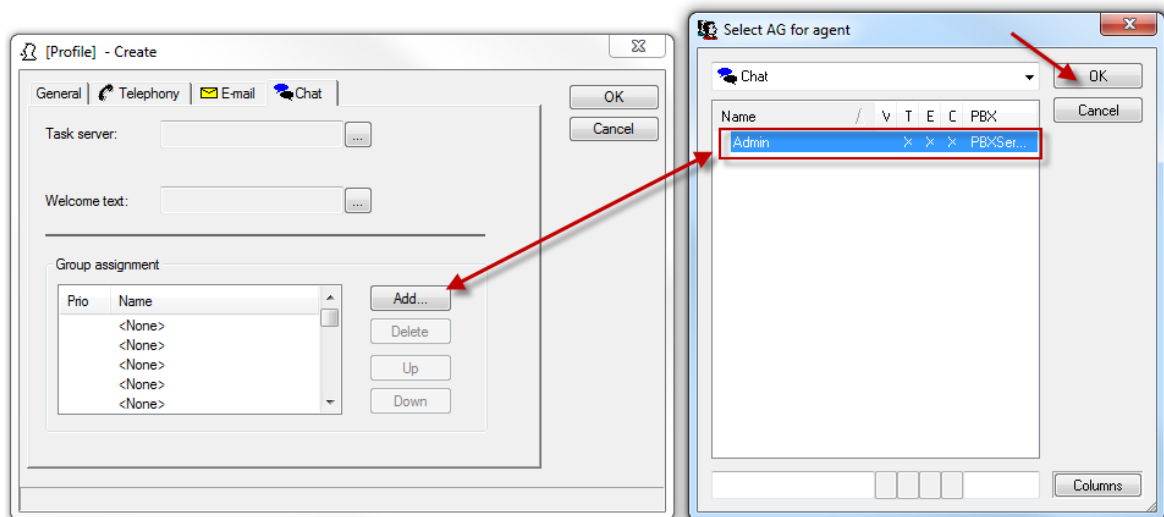 [Profile] - Create
General Telephony E-mail Chat
OK
Cancel
Task server: ...
Welcome text: ...
Group assignment
Prio Name
<None>
<None>
<None>
<None>
<None>
Add...
Delete
Up
Down
Select AG for agent
Chat
OK
Cancel
Name / V T E C PBX
Admin X X X PBXSer...
Columns